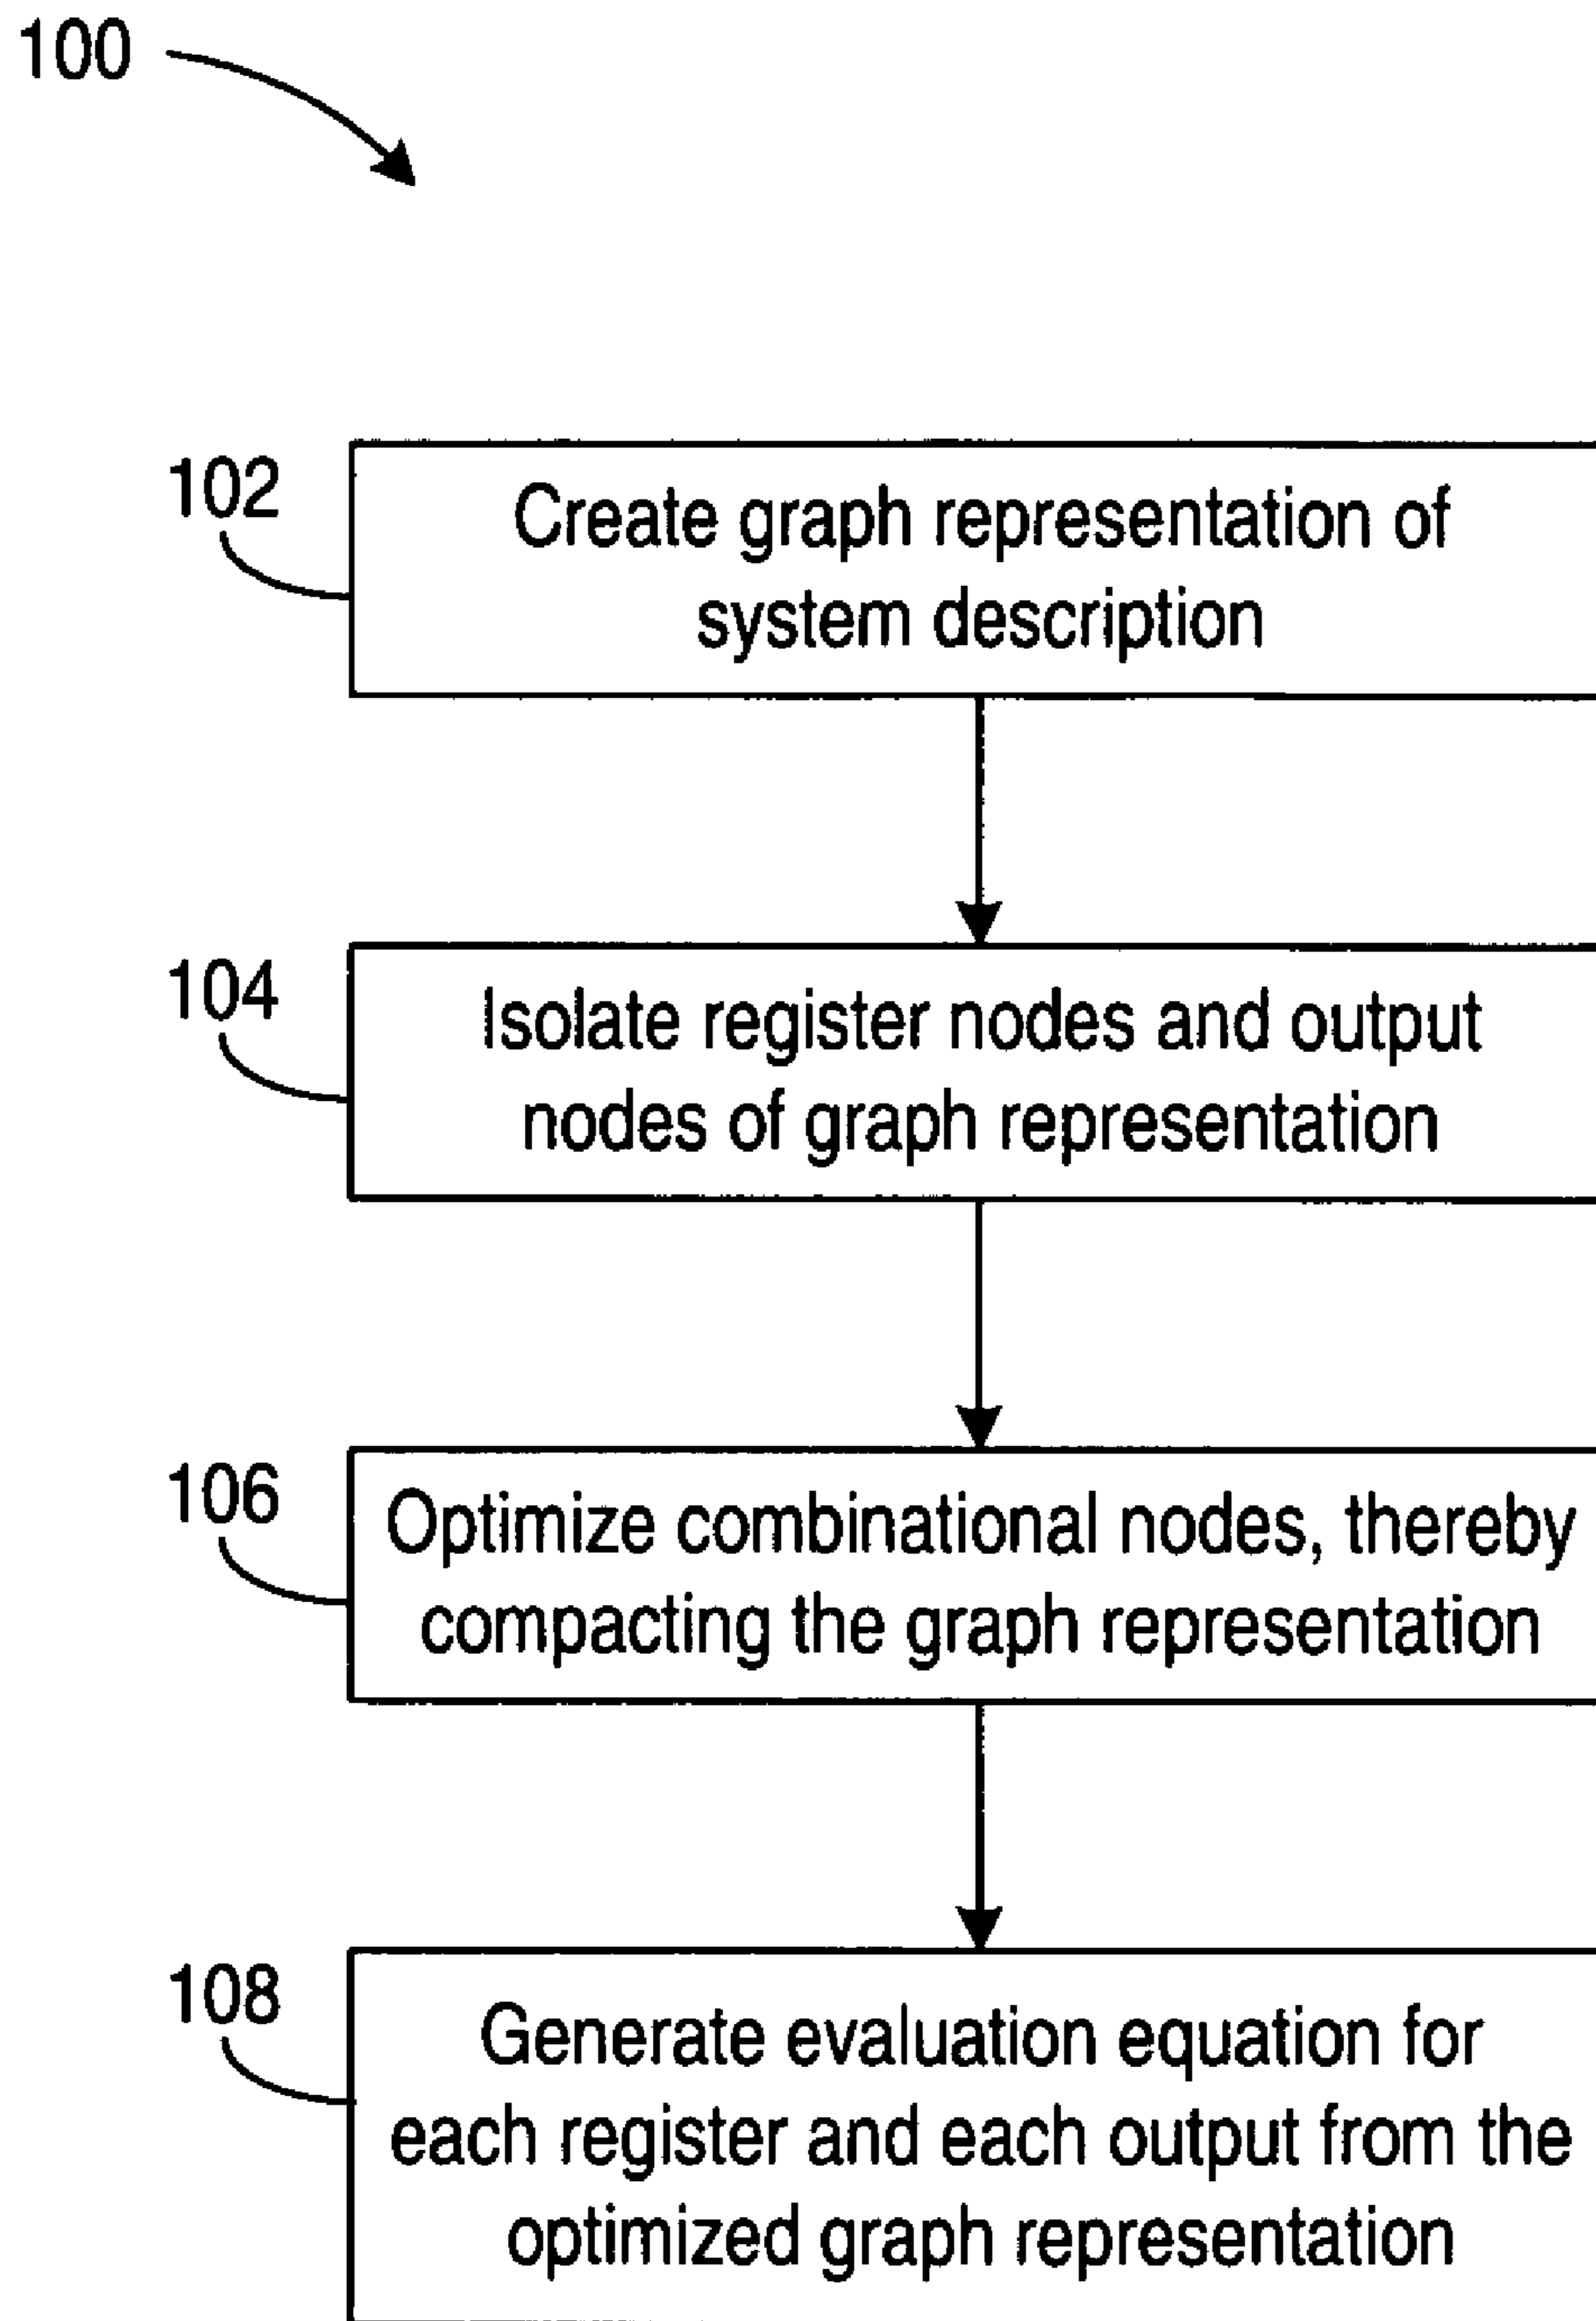 100
102
Create graph representation of
system description
104
Isolate register nodes and output
nodes of graph representation
106
Optimize combinational nodes, thereby
compacting the graph representation
108
Generate evaluation equation for
each register and each output from the
optimized graph representation